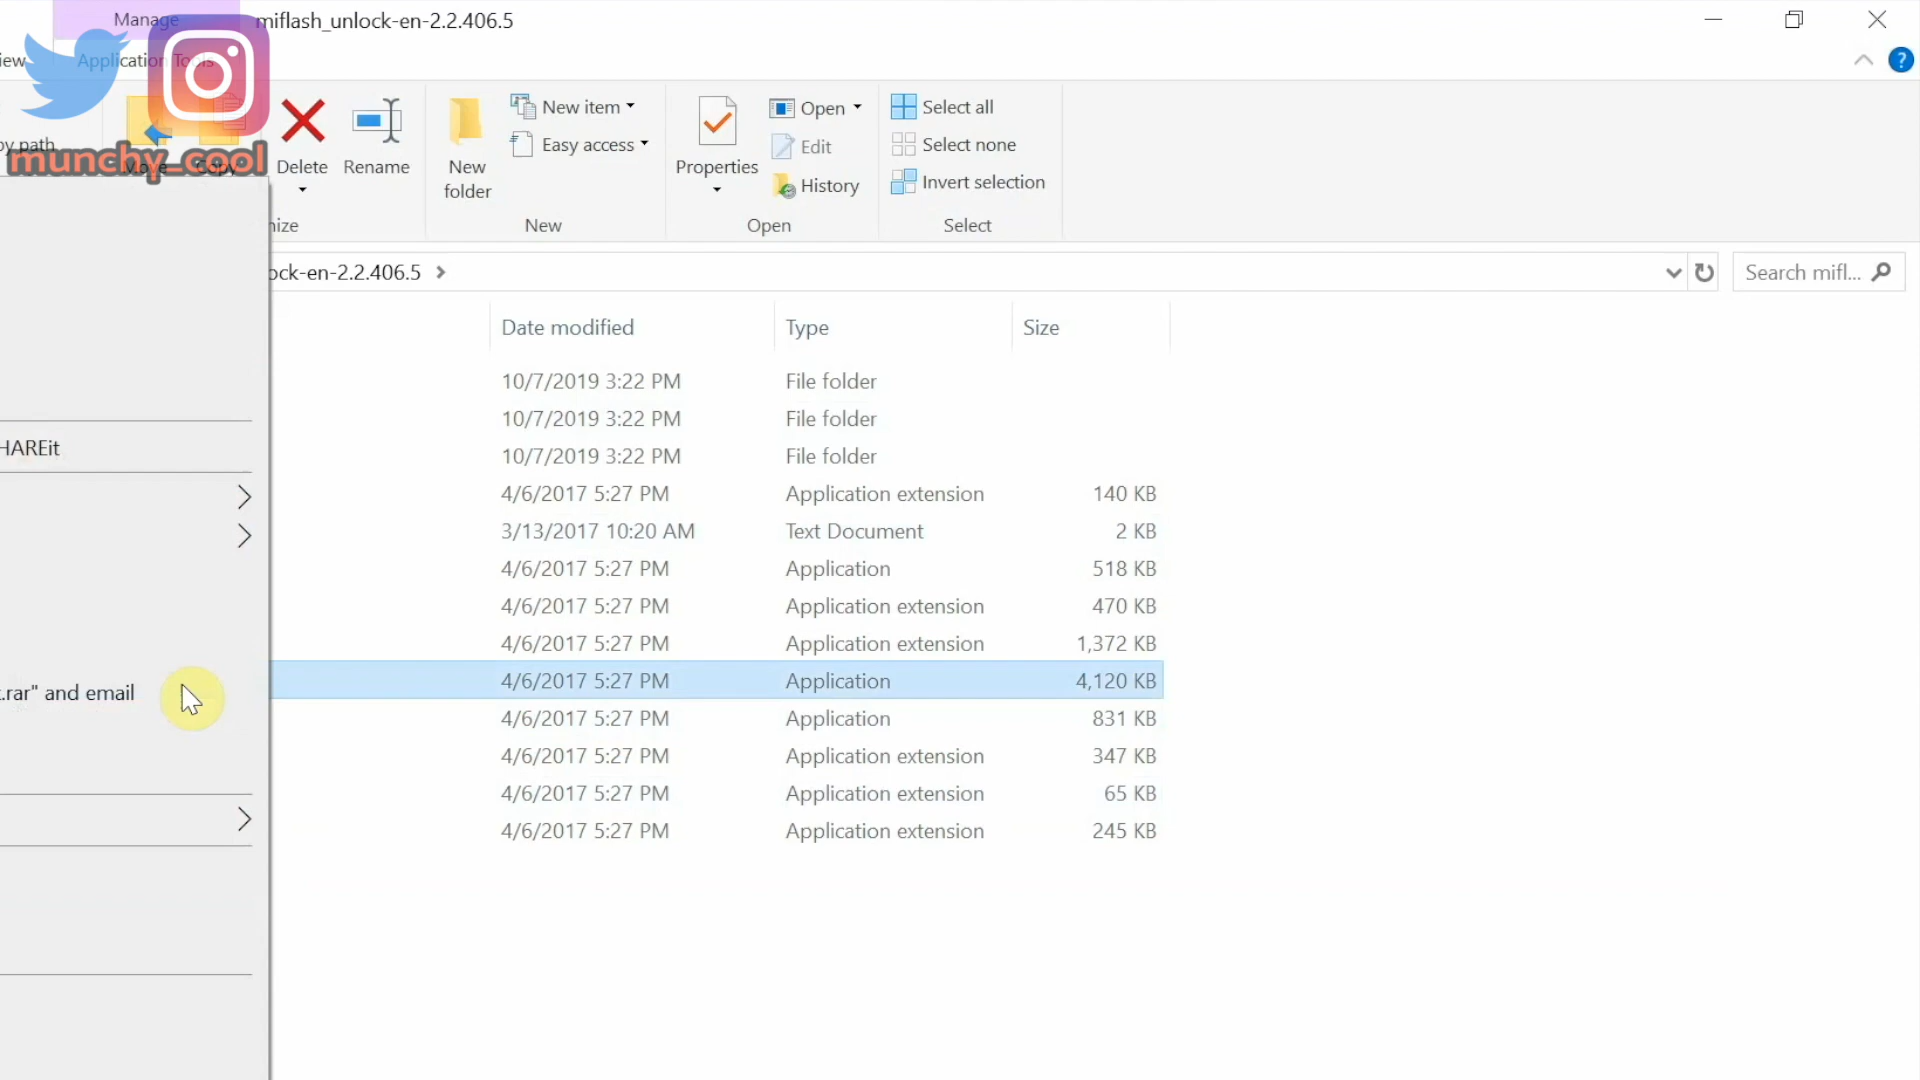 Manage
miflash_unlock-en-2.2.406.5
iew
Application Tools
py path
munchy_cool
Move
Copy
Delete
Rename
New folder
New item
Easy access
Properties
Open
Edit
History
Select all
Select none
Invert selection
nize
New
Open
Select
ock-en-2.2.406.5
Search mifl...
Date modified
Type
Size
10/7/2019 3:22 PM File folder
10/7/2019 3:22 PM File folder
10/7/2019 3:22 PM File folder
HAREit
4/6/2017 5:27 PM Application extension 140 KB
3/13/2017 10:20 AM Text Document 2 KB
4/6/2017 5:27 PM Application 518 KB
4/6/2017 5:27 PM Application extension 470 KB
4/6/2017 5:27 PM Application extension 1,372 KB
4/6/2017 5:27 PM Application 4,120 KB
.rar" and email
4/6/2017 5:27 PM Application 831 KB
4/6/2017 5:27 PM Application extension 347 KB
4/6/2017 5:27 PM Application extension 65 KB
4/6/2017 5:27 PM Application extension 245 KB